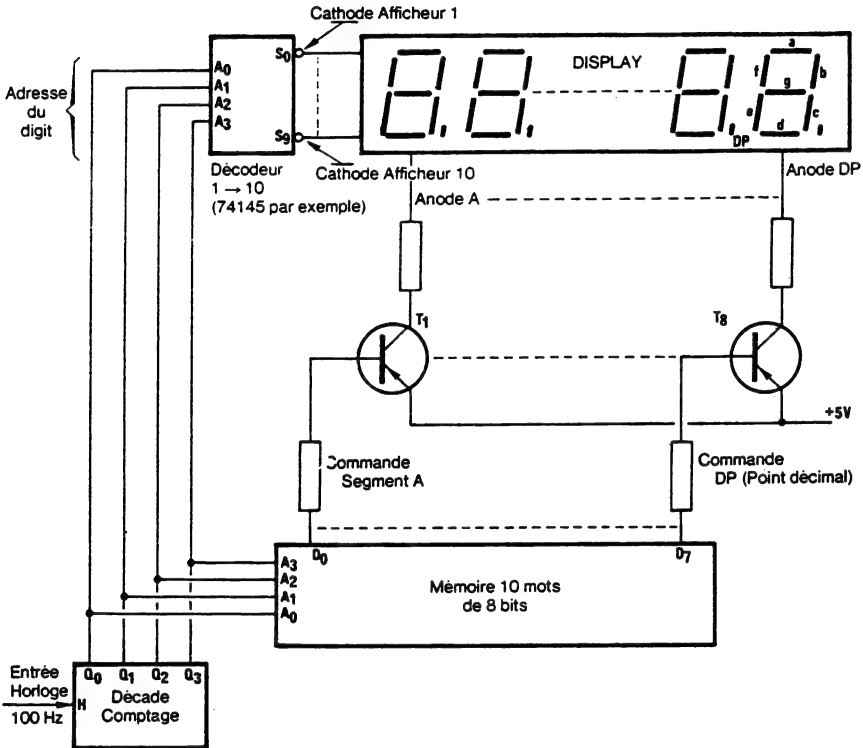 Cathode Afficheur 1
Adresse
du
digit
A0
A1
A2
A3
S0
S9
Décodeur
1 → 10
(74145 par exemple)
Cathode Afficheur 10
DISPLAY
a
b
c
d
e
f
g
DP
Anode A
Anode DP
T1
T8
+5V
Commande
Segment A
Commande
DP (Point décimal)
D0
D7
A3
A2
A1
A0
Mémoire 10 mots
de 8 bits
Entrée
Horloge
100 Hz
Q0 Q1 Q2 Q3
H
Décade
Comptage